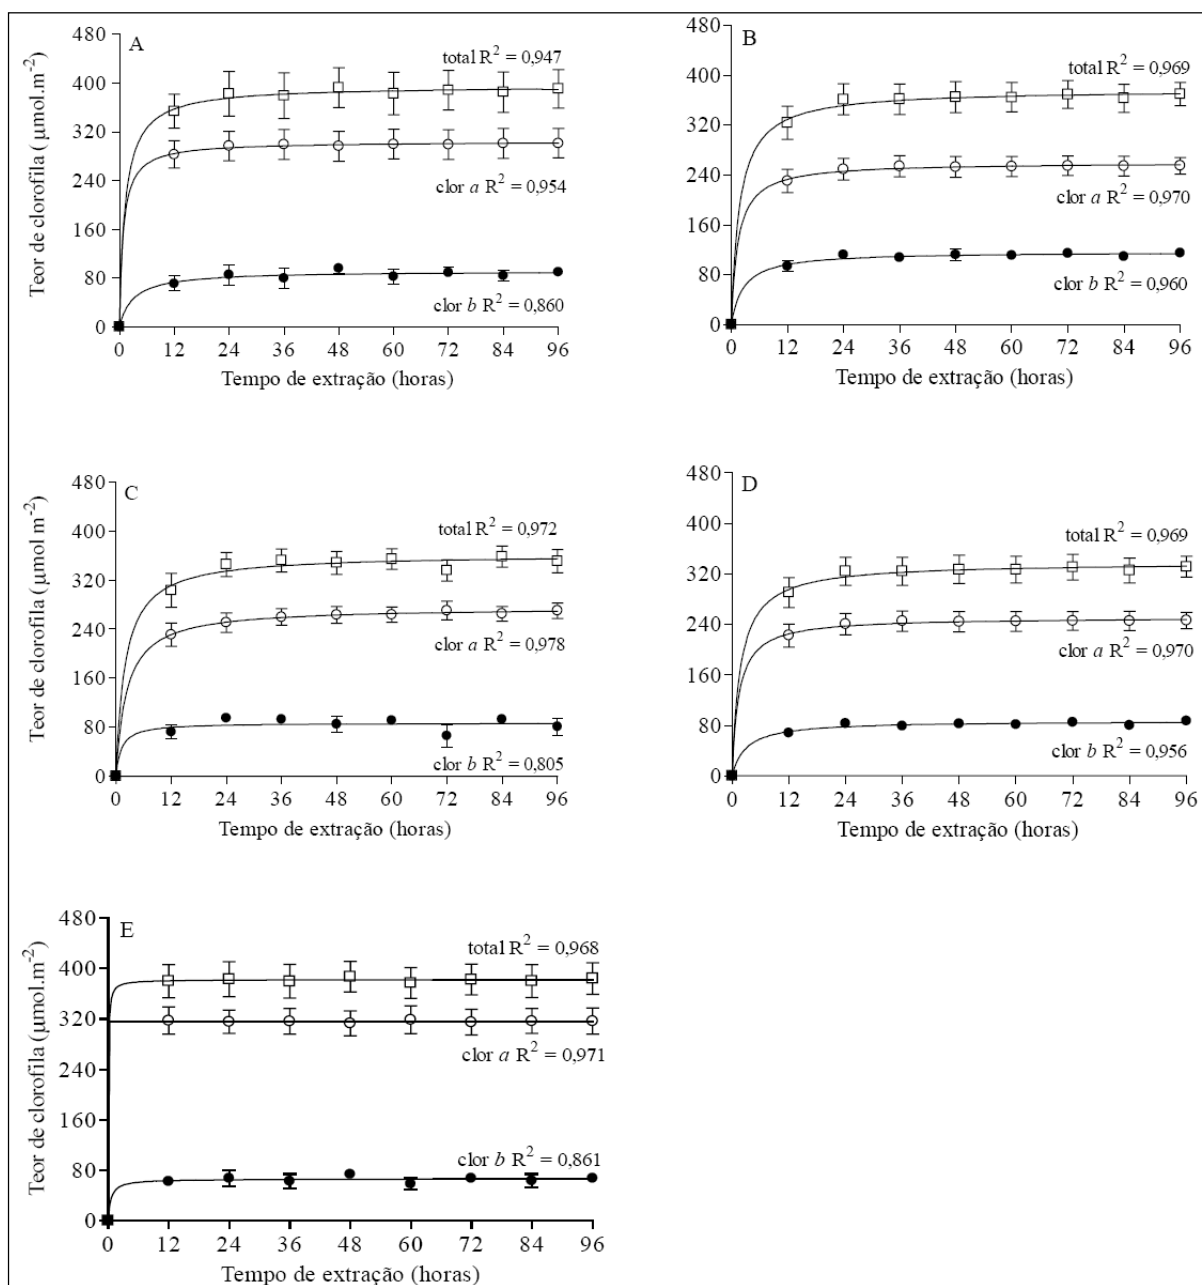 A
Teor de clorofila (µmol.m-2)
480
400
320
240
160
80
0
total R2 = 0,947
clor a R2 = 0,954
clor b R2 = 0,860
0 12 24 36 48 60 72 84 96
Tempo de extração (horas)
B
480
400
320
240
160
80
0
total R2 = 0,969
clor a R2 = 0,970
clor b R2 = 0,960
0 12 24 36 48 60 72 84 96
Tempo de extração (horas)
C
Teor de clorofila (µmol m-2)
480
400
320
240
160
80
0
total R2 = 0,972
clor a R2 = 0,978
clor b R2 = 0,805
0 12 24 36 48 60 72 84 96
Tempo de extração (horas)
D
480
400
320
240
160
80
0
total R2 = 0,969
clor a R2 = 0,970
clor b R2 = 0,956
0 12 24 36 48 60 72 84 96
Tempo de extração (horas)
E
Teor de clorofila (µmol.m-2)
480
400
320
240
160
80
0
total R2 = 0,968
clor a R2 = 0,971
clor b R2 = 0,861
0 12 24 36 48 60 72 84 96
Tempo de extração (horas)